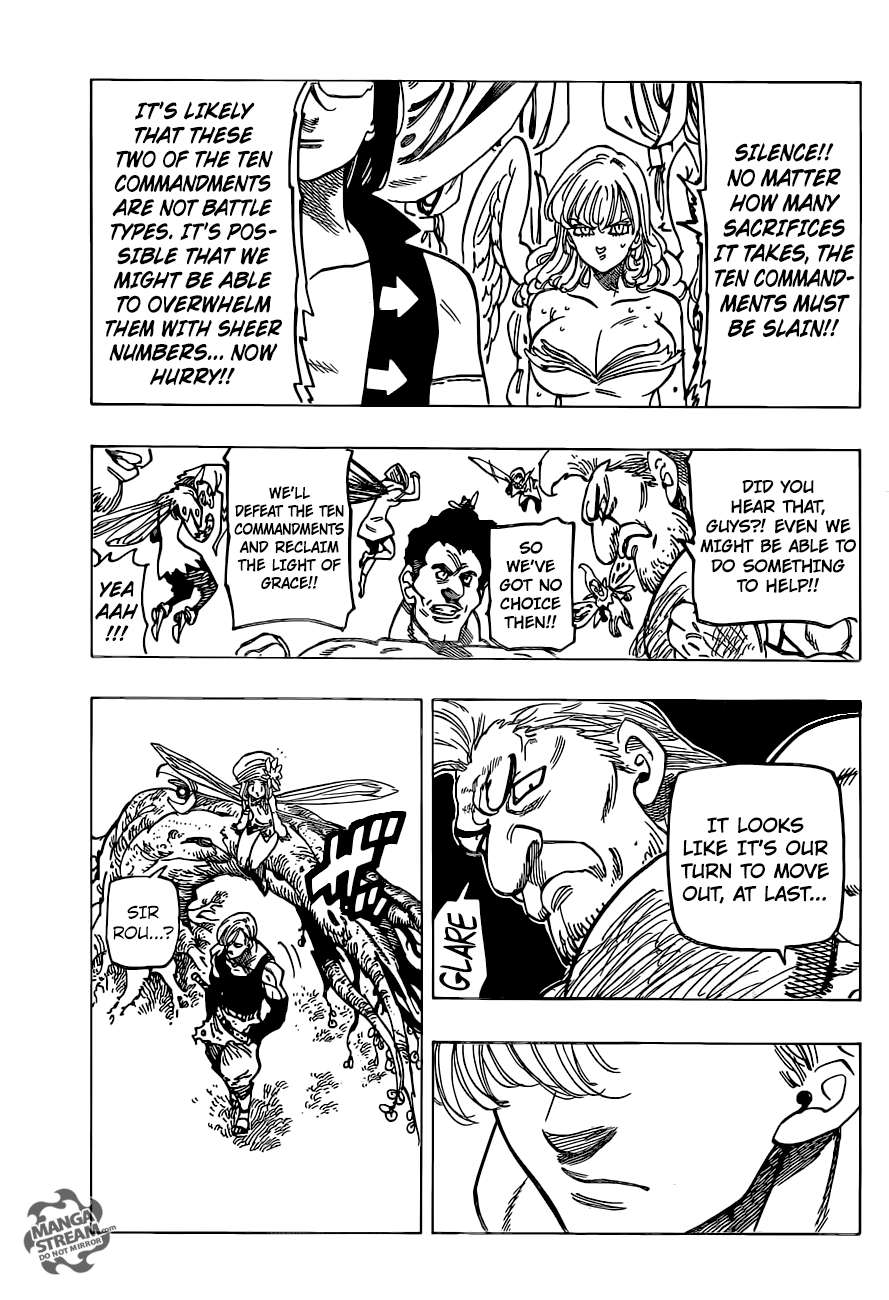 SILENCE!!
NO MATTER
HOW MANY
SACRIFICES
IT TAKES, THE
TEN COMMAND-
MENTS MUST
BE SLAIN!!
IT'S LIKELY
THAT THESE
TWO OF THE TEN
COMMANDMENTS
ARE NOT BATTLE
TYPES. IT'S POS-
SIBLE THAT WE
MIGHT BE ABLE
TO OVERWHELM
THEM WITH SHEER
NUMBERS... NOW
HURRY!!
DID YOU
HEAR THAT,
GUYS?! EVEN WE
MIGHT BE ABLE TO
DO SOMETHING
TO HELP!!
SO
WE'VE
GOT NO
CHOICE
THEN!!
WE'LL
DEFEAT THE TEN
COMMANDMENTS
AND RECLAIM
THE LIGHT OF
GRACE!!
YEA
AAH
!!!
IT LOOKS
LIKE IT'S OUR
TURN TO MOVE
OUT, AT LAST...
GLARE
SIR
ROU...?
ザッ
MANGA
STREAM.com
DO NOT MIRROR